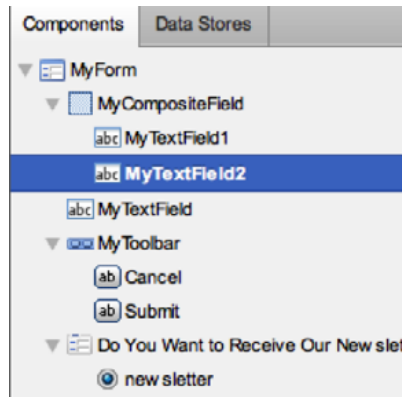 Components Data Stores
MyForm
MyCompositeField
abc MyTextField1
abc MyTextField2
abc MyTextField
MyToolbar
ab Cancel
ab Submit
Do You Want to Receive Our New slet
new sletter